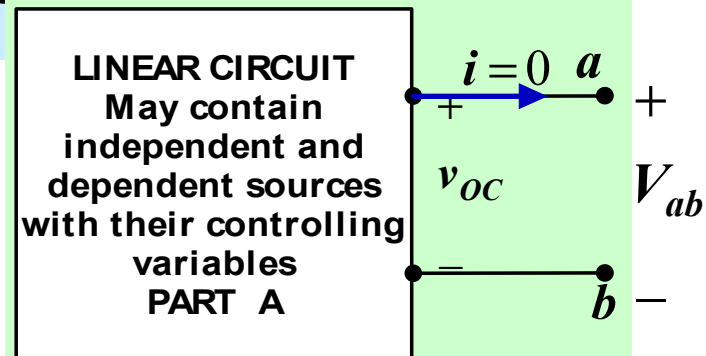 LINEAR CIRCUIT
May contain
independent and
dependent sources
with their controlling
variables
PART A
i = 0 a
+ +
v_OC V_ab
– –
b